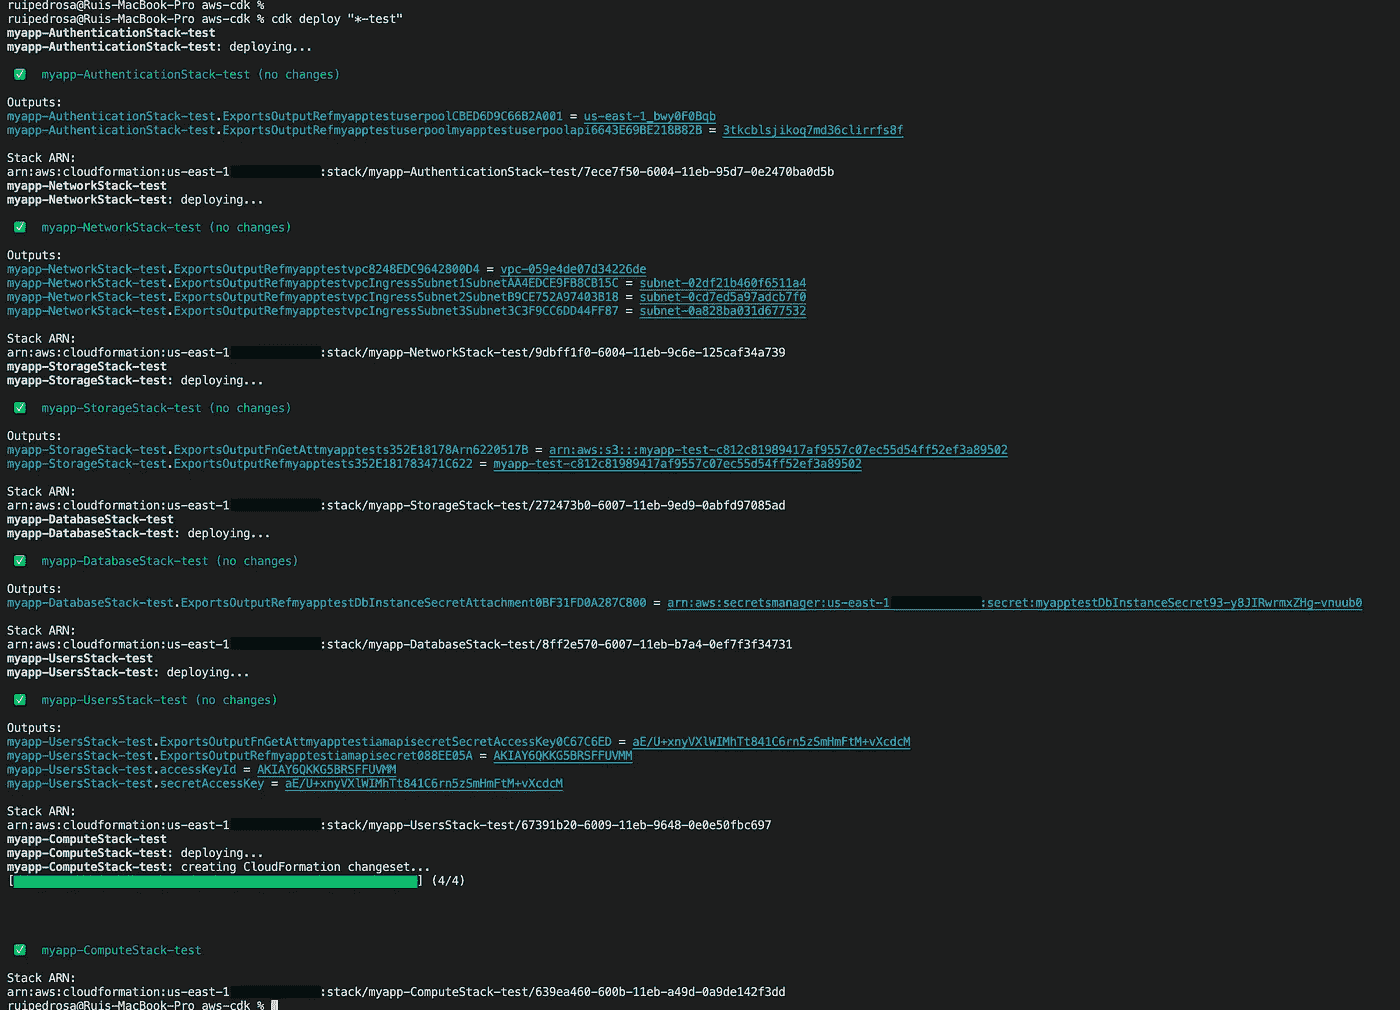 ruipedrosa@Ruis-MacBook-Pro aws-cdk %
ruipedrosa@Ruis-MacBook-Pro aws-cdk % cdk deploy "*-test"
myapp-AuthenticationStack-test
myapp-AuthenticationStack-test: deploying...
✅ myapp-AuthenticationStack-test (no changes)
Outputs:
myapp-AuthenticationStack-test.ExportsOutputRefmyapptestuserpoolCBED6D9C66B2A001 = us-east-1_bwy0F0Bqb
myapp-AuthenticationStack-test.ExportsOutputRefmyapptestuserpoolmyapptestuserpoolapi6643E69BE218B82B = 3tkcblsjikoq7md36clirrfs8f
Stack ARN:
arn:aws:cloudformation:us-east-1 :stack/myapp-AuthenticationStack-test/7ece7f50-6004-11eb-95d7-0e2470ba0d5b
myapp-NetworkStack-test
myapp-NetworkStack-test: deploying...
✅ myapp-NetworkStack-test (no changes)
Outputs:
myapp-NetworkStack-test.ExportsOutputRefmyapptestvpc8248EDC9642800D4 = vpc-059e4de07d34226de
myapp-NetworkStack-test.ExportsOutputRefmyapptestvpcIngressSubnet1SubnetAA4EDCE9FB8CB15C = subnet-02df21b460f6511a4
myapp-NetworkStack-test.ExportsOutputRefmyapptestvpcIngressSubnet2SubnetB9CE752A97403B18 = subnet-0cd7ed5a97adcb7f0
myapp-NetworkStack-test.ExportsOutputRefmyapptestvpcIngressSubnet3Subnet3C3F9CC6DD44FF87 = subnet-0a828ba031d677532
Stack ARN:
arn:aws:cloudformation:us-east-1 :stack/myapp-NetworkStack-test/9dbff1f0-6004-11eb-9c6e-125caf34a739
myapp-StorageStack-test
myapp-StorageStack-test: deploying...
✅ myapp-StorageStack-test (no changes)
Outputs:
myapp-StorageStack-test.ExportsOutputFnGetAttmyapptests352E18178Arn6220517B = arn:aws:s3:::myapp-test-c812c81989417af9557c07ec55d54ff52ef3a89502
myapp-StorageStack-test.ExportsOutputRefmyapptests352E181783471C622 = myapp-test-c812c81989417af9557c07ec55d54ff52ef3a89502
Stack ARN:
arn:aws:cloudformation:us-east-1 :stack/myapp-StorageStack-test/272473b0-6007-11eb-9ed9-0abfd97085ad
myapp-DatabaseStack-test
myapp-DatabaseStack-test: deploying...
✅ myapp-DatabaseStack-test (no changes)
Outputs:
myapp-DatabaseStack-test.ExportsOutputRefmyapptestDbInstanceSecretAttachment0BF31FD0A287C800 = arn:aws:secretsmanager:us-east-1 :secret:myapptestDbInstanceSecret93-y8JIRwrmxZHg-vnuub0
Stack ARN:
arn:aws:cloudformation:us-east-1 :stack/myapp-DatabaseStack-test/8ff2e570-6007-11eb-b7a4-0ef7f3f34731
myapp-UsersStack-test
myapp-UsersStack-test: deploying...
✅ myapp-UsersStack-test (no changes)
Outputs:
myapp-UsersStack-test.ExportsOutputFnGetAttmyapptestiamapisecretSecretAccessKey0C67C6ED = aE/U+xnyVXlWIMhTt841C6rn5zSmHmFtM+vXcdcM
myapp-UsersStack-test.ExportsOutputRefmyapptestiamapisecret088EE05A = AKIAY6QKKG5BRSFFUVMM
myapp-UsersStack-test.accessKeyId = AKIAY6QKKG5BRSFFUVMM
myapp-UsersStack-test.secretAccessKey = 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
Stack ARN:
arn:aws:cloudformation:us-east-1 :stack/myapp-UsersStack-test/67391b20-6009-11eb-9648-0e0e50fbc697
myapp-ComputeStack-test
myapp-ComputeStack-test: deploying...
myapp-ComputeStack-test: creating CloudFormation changeset...
[ ] (4/4)
✅ myapp-ComputeStack-test
Stack ARN:
arn:aws:cloudformation:us-east-1 :stack/myapp-ComputeStack-test/639ea460-600b-11eb-a49d-0a9de142f3dd
ruipedrosa@Ruis-MacBook-Pro aws-cdk %